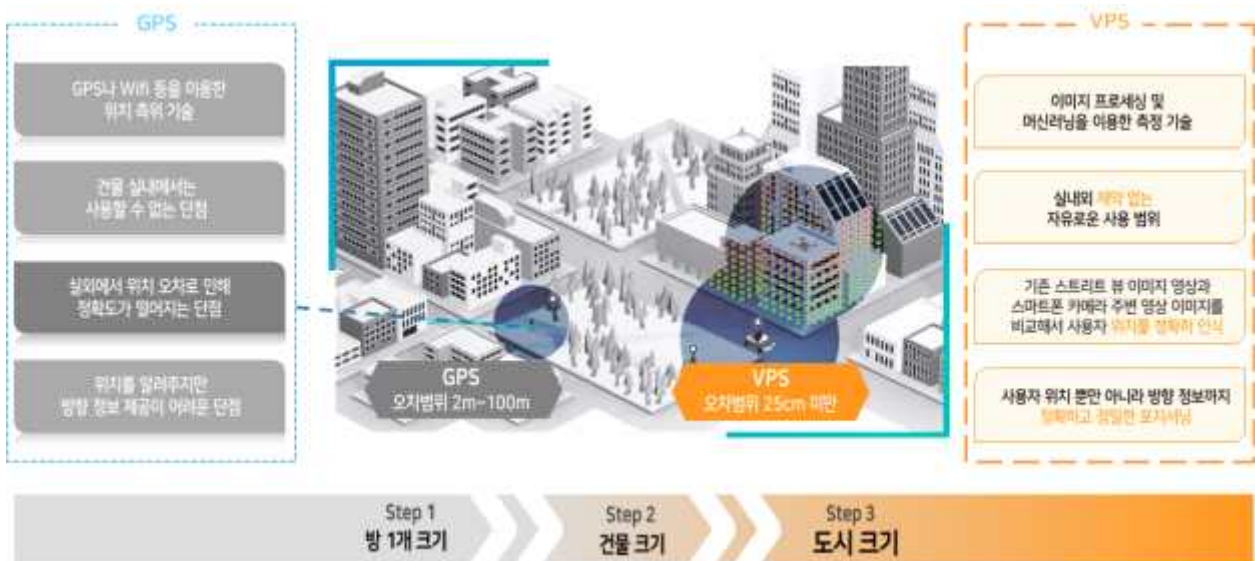 GPS
GPS나 Wifi 등을 이용한
위치 측위 기술
건물 실내에서는
사용할 수 없는 단점
실외에서 위치 오차로 인해
정확도가 떨어지는 단점
위치를 알려주지만
방향 정보 제공이 어려운 단점
GPS
오차범위 2m~100m
VPS
오차범위 25cm 미만
VPS
이미지 프로세싱 및
머신러닝을 이용한 측정 기술
실내외 제약 없는
자유로운 사용 범위
기존 스트리트 뷰 이미지 영상과
스마트폰 카메라 주변 영상 이미지를
비교해서 사용자 위치를 정확히 인식
사용자 위치 뿐만 아니라 방향 정보까지
정확하고 정밀한 포지셔닝
Step 1
방 1개 크기
Step 2
건물 크기
Step 3
도시 크기